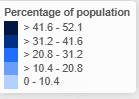 Percentage of population
> 41.6 - 52.1
> 31.2 - 41.6
> 20.8 - 31.2
> 10.4 - 20.8
0 - 10.4